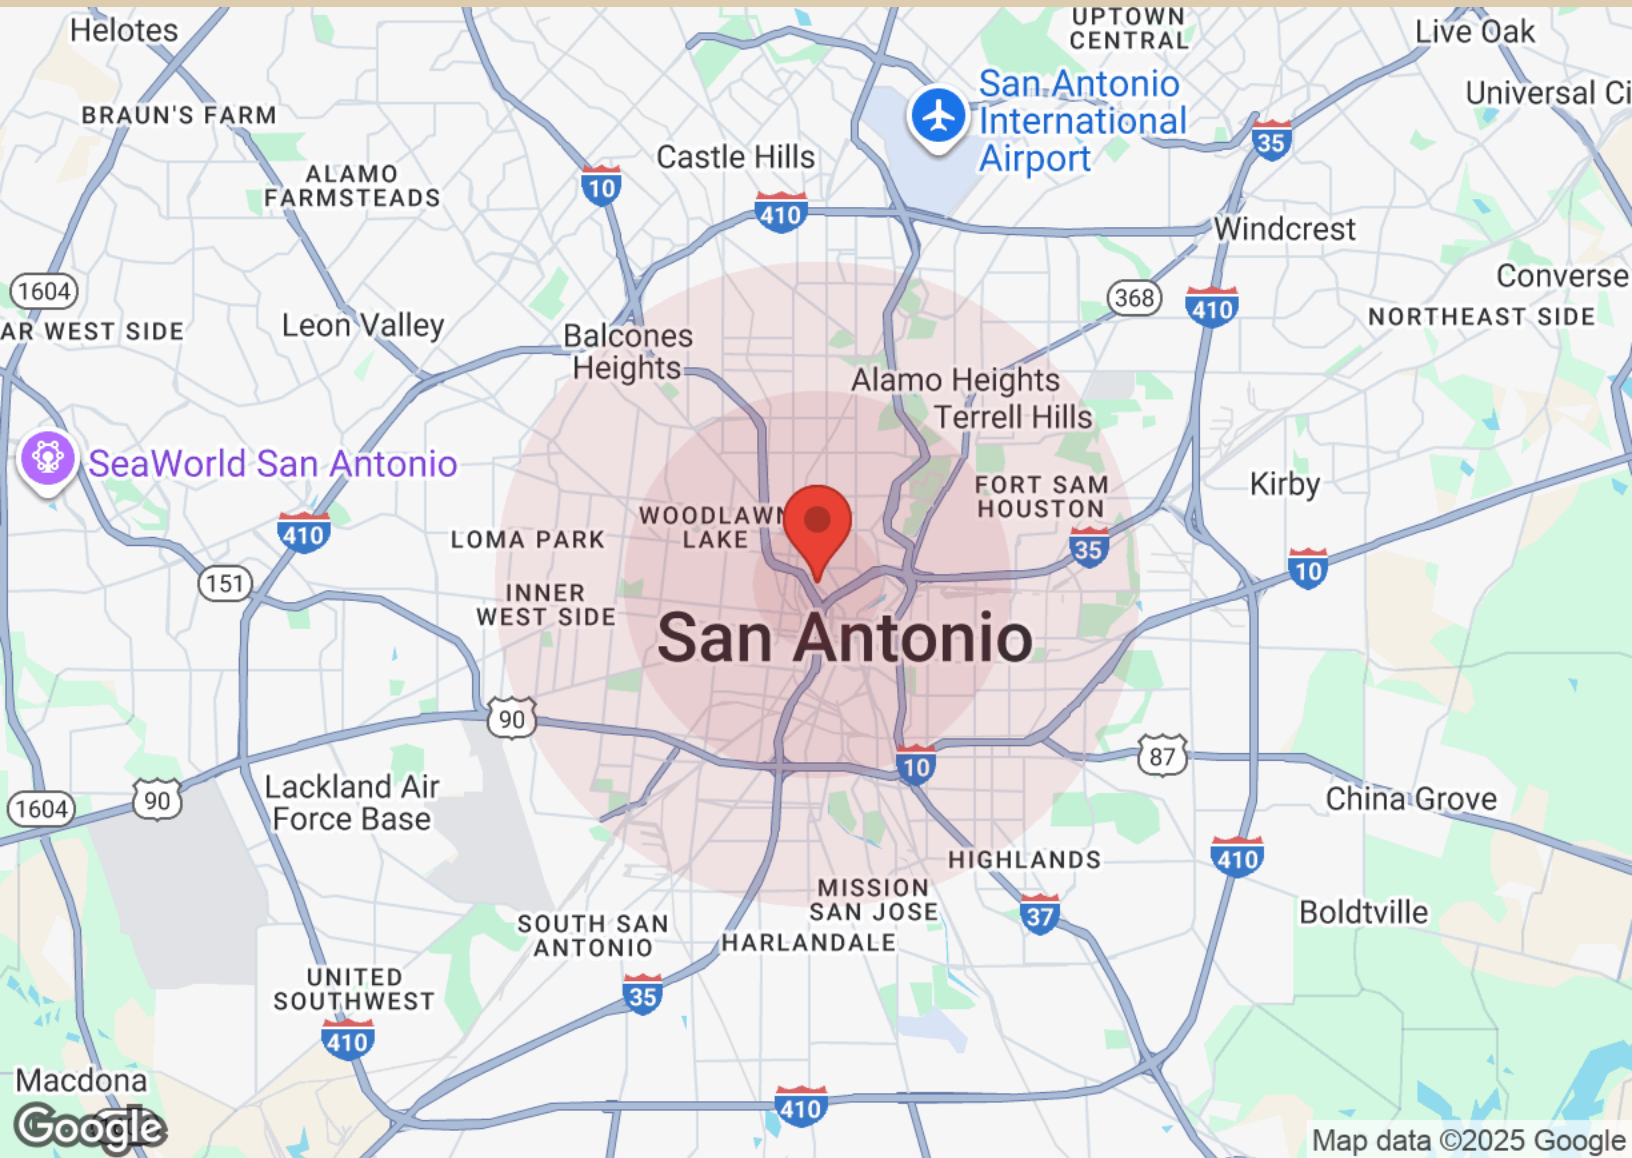 Helotes
UPTOWN
CENTRAL
Live Oak
San Antonio
International
Airport
Universal Ci
BRAUN'S FARM
35
Castle Hills
ALAMO
FARMSTEADS
10
410
Windcrest
1604
368
Converse
410
NORTHEAST SIDE
AR WEST SIDE
Leon Valley
Balcones
Heights
Alamo Heights
Terrell Hills
SeaWorld San Antonio
FORT SAM
HOUSTON
Kirby
WOODLAWN
LAKE
410
LOMA PARK
35
10
151
INNER
WEST SIDE
San Antonio
90
87
10
Lackland Air
Force Base
90
1604
China Grove
HIGHLANDS
410
MISSION
SAN JOSE
37
Boldtville
SOUTH SAN
ANTONIO
HARLANDALE
UNITED
SOUTHWEST
35
410
Macdona
410
Google
Map data ©2025 Google